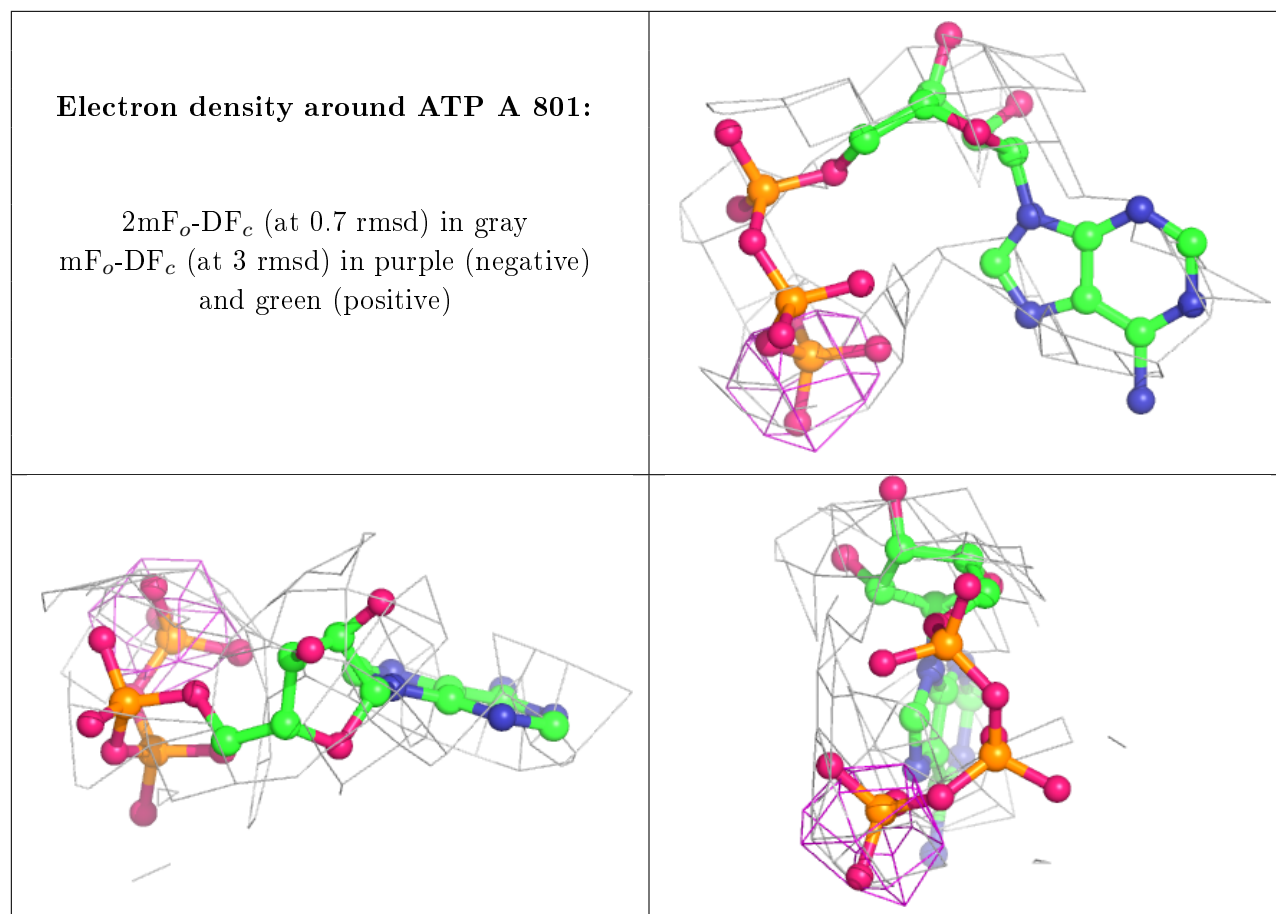 Electron density around ATP A 801:
2mFo-DFc (at 0.7 rmsd) in gray
mFo-DFc (at 3 rmsd) in purple (negative)
and green (positive)